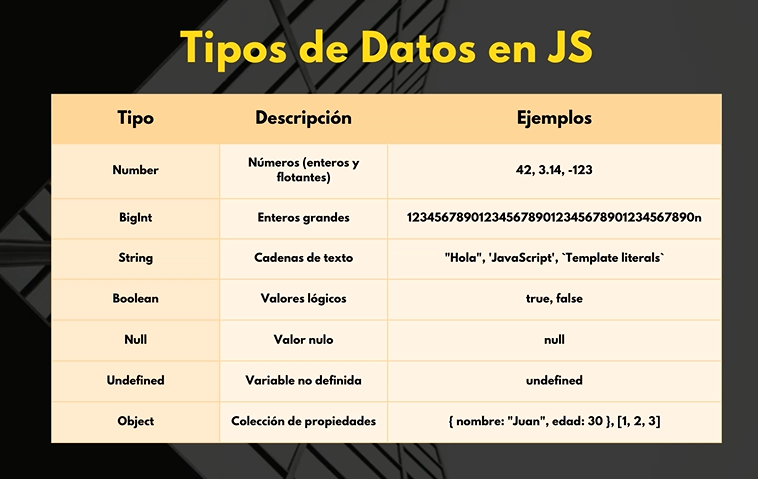 Tipos de Datos en JS
Tipo Descripción Ejemplos
Number Números (enteros y flotantes) 42, 3.14, -123
BigInt Enteros grandes 1234567890123456789012345678901234567890n
String Cadenas de texto "Hola", 'JavaScript', `Template literals`
Boolean Valores lógicos true, false
Null Valor nulo null
Undefined Variable no definida undefined
Object Colección de propiedades { nombre: "Juan", edad: 30 }, [1, 2, 3]